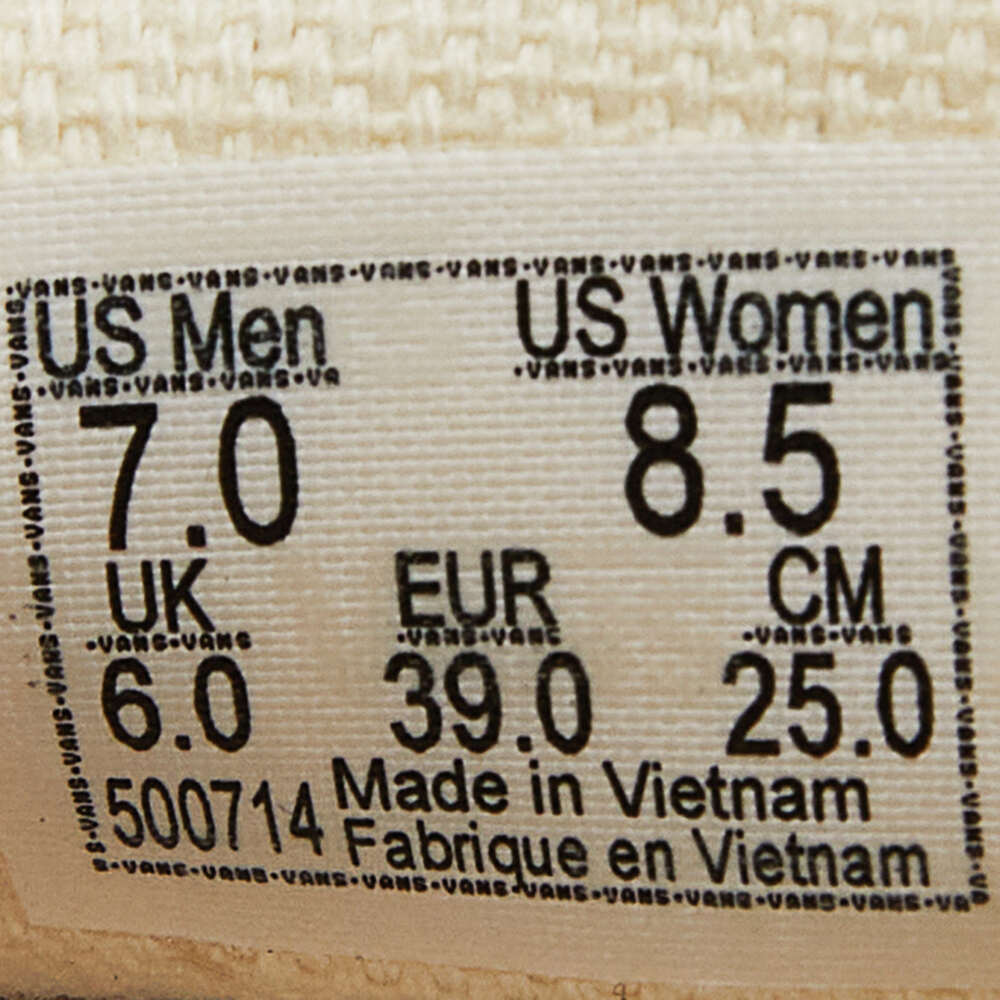 ·VANS·VANS·VANS·VANS·VANS·VANS·VANS·VANS·VANS·VANS·VANS
US Men US Women
·VANS·VANS·VANS·VA ·VANS·VANS·VANS·VANS·VANS
7.0 8.5
UK EUR CM
·VANS·VANS ·VANS·VANS ·VANS·VANS
6.0 39.0 25.0
500714 Made in Vietnam
Fabrique en Vietnam
S·VANS·VANS·VANS·VANS·VANS·VANS·VANS·VANS·VANS·VANS·VA